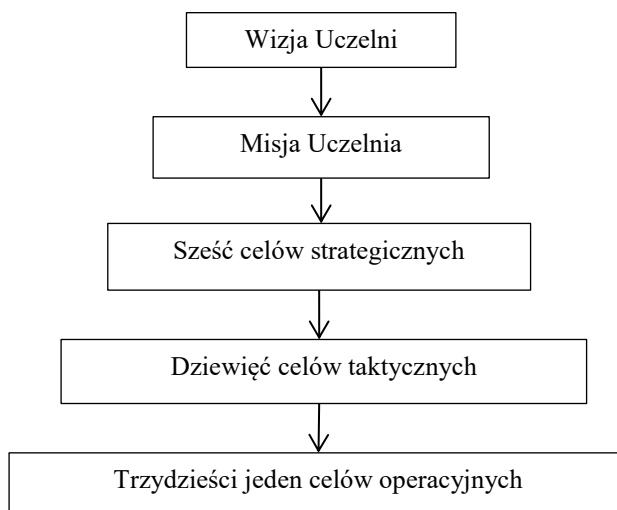 Wizja Uczelni
Misja Uczelnia
Sześć celów strategicznych
Dziewięć celów taktycznych
Trzydzieści jeden celów operacyjnych